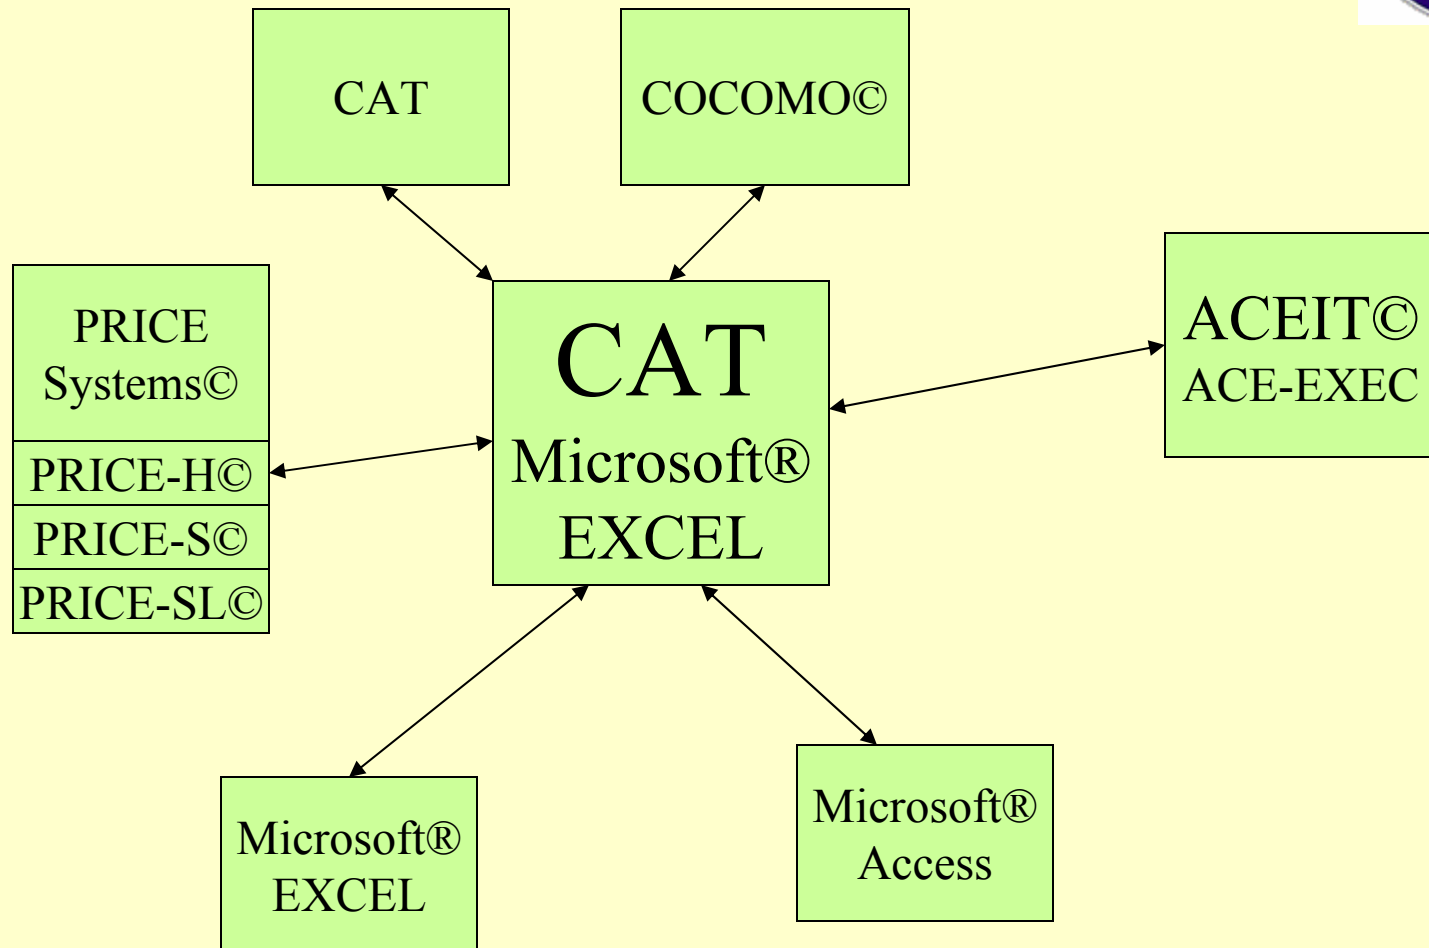 CAT
COCOMO©
PRICE
Systems©
PRICE-H©
PRICE-S©
PRICE-SL©
CAT
Microsoft®
EXCEL
ACEIT©
ACE-EXEC
Microsoft®
EXCEL
Microsoft®
Access